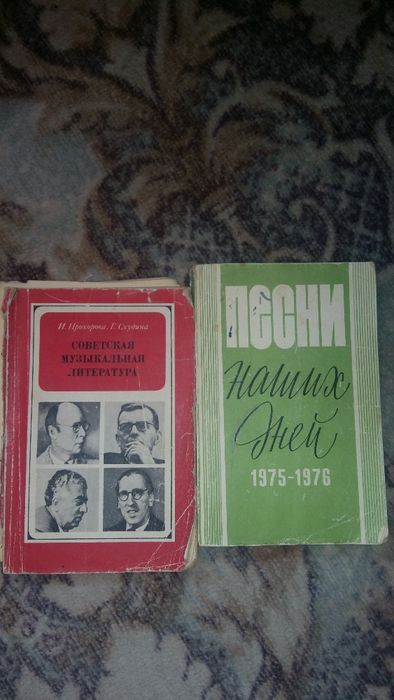 И. Прохорова, Г. Скудина
СОВЕТСКАЯ
МУЗЫКАЛЬНАЯ
ЛИТЕРАТУРА
ПЕСНИ
наших
дней
1975-1976